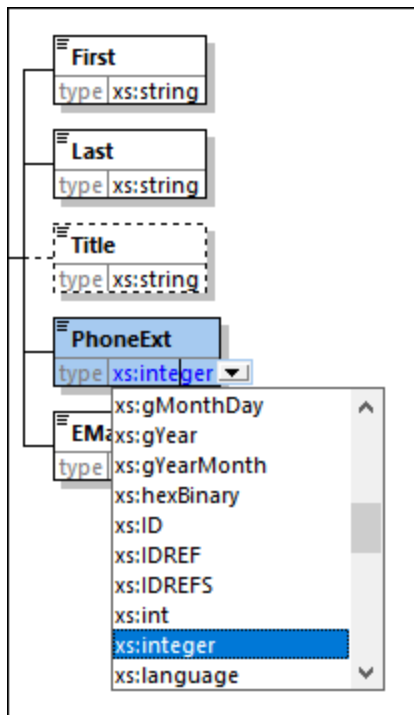 First
type xs:string
Last
type xs:string
Title
type xs:string
PhoneExt
type xs:integer
EMa
type
xs:gMonthDay
xs:gYear
xs:gYearMonth
xs:hexBinary
xs:ID
xs:IDREF
xs:IDREFS
xs:int
xs:integer
xs:language